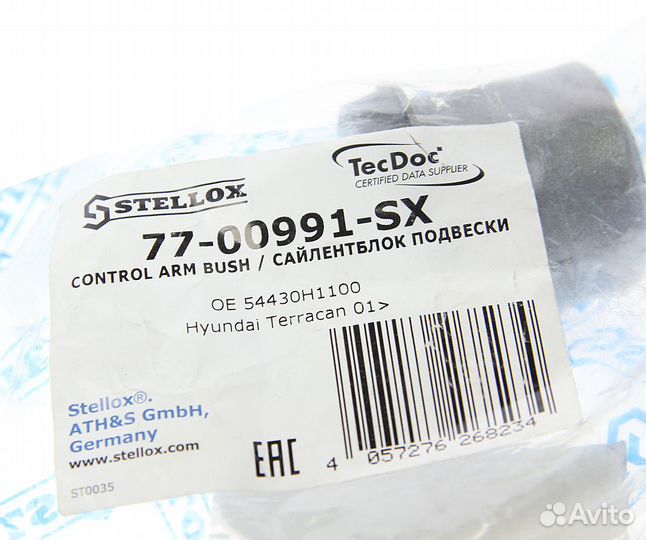 STELLOX
TecDoc
CERTIFIED DATA SUPPLIER
77-00991-SX
CONTROL ARM BUSH / САЙЛЕНТБЛОК ПОДВЕСКИ
OE 54430H1100
Hyundai Terracan 01>
Stellox®.
ATH&S GmbH,
Germany
www.stellox.com
ST0035
EAC
4 057276 268234
Avito